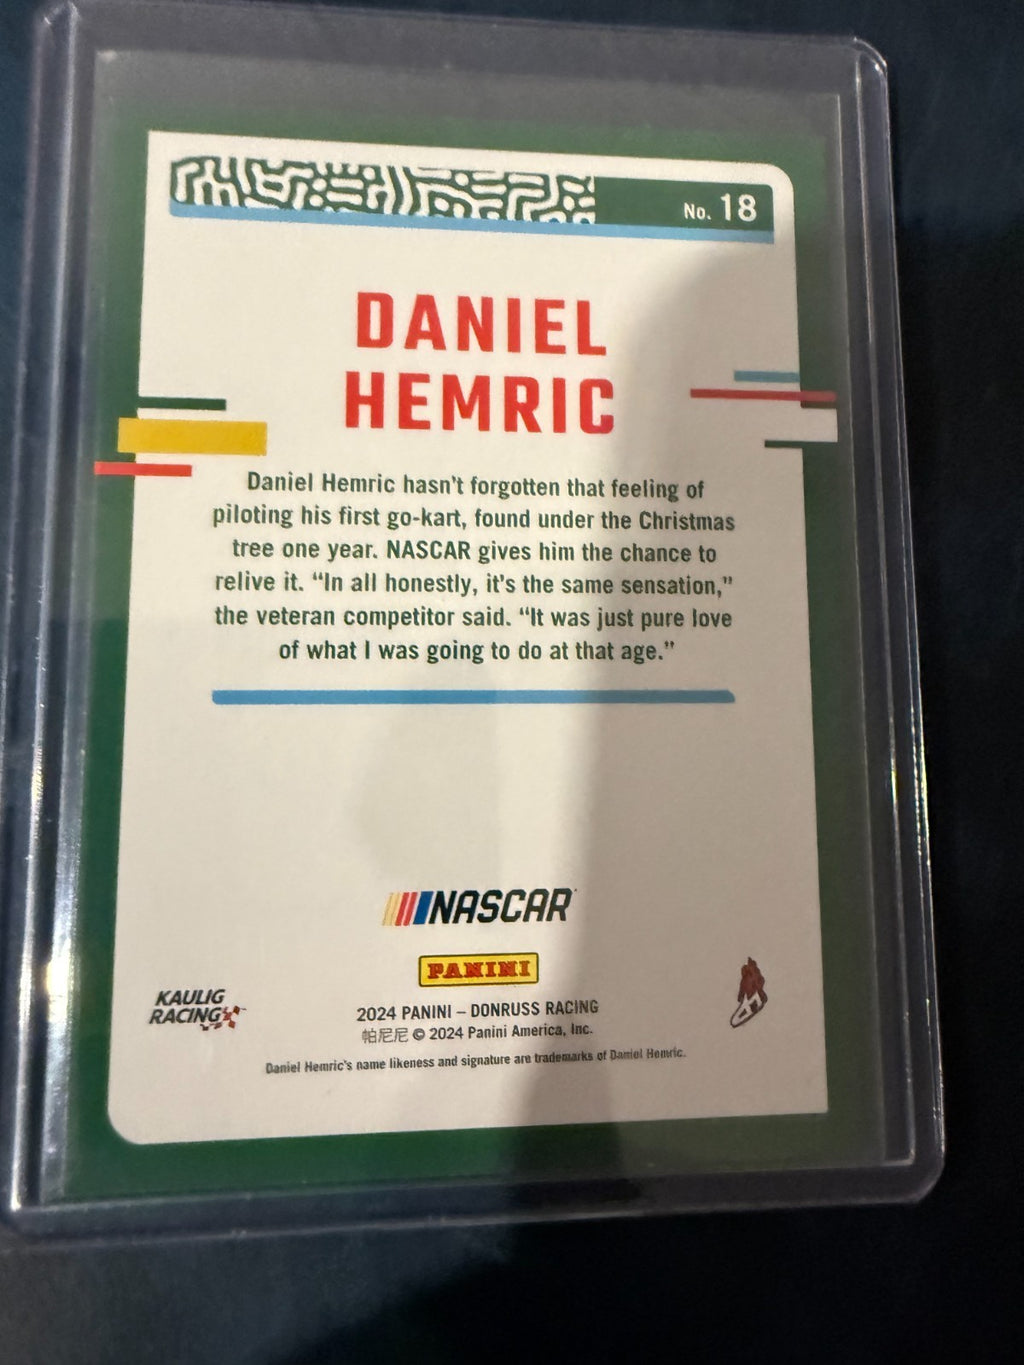 No. 18
DANIEL
HEMRIC
Daniel Hemric hasn't forgotten that feeling of
piloting his first go-kart, found under the Christmas
tree one year. NASCAR gives him the chance to
relive it. “In all honestly, it's the same sensation,”
the veteran competitor said. “It was just pure love
of what I was going to do at that age.”
NASCAR
PANINI
KAULIG
RACING
2024 PANINI – DONRUSS RACING
帕尼尼 © 2024 Panini America, Inc.
Daniel Hemric's name likeness and signature are trademarks of Daniel Hemric.